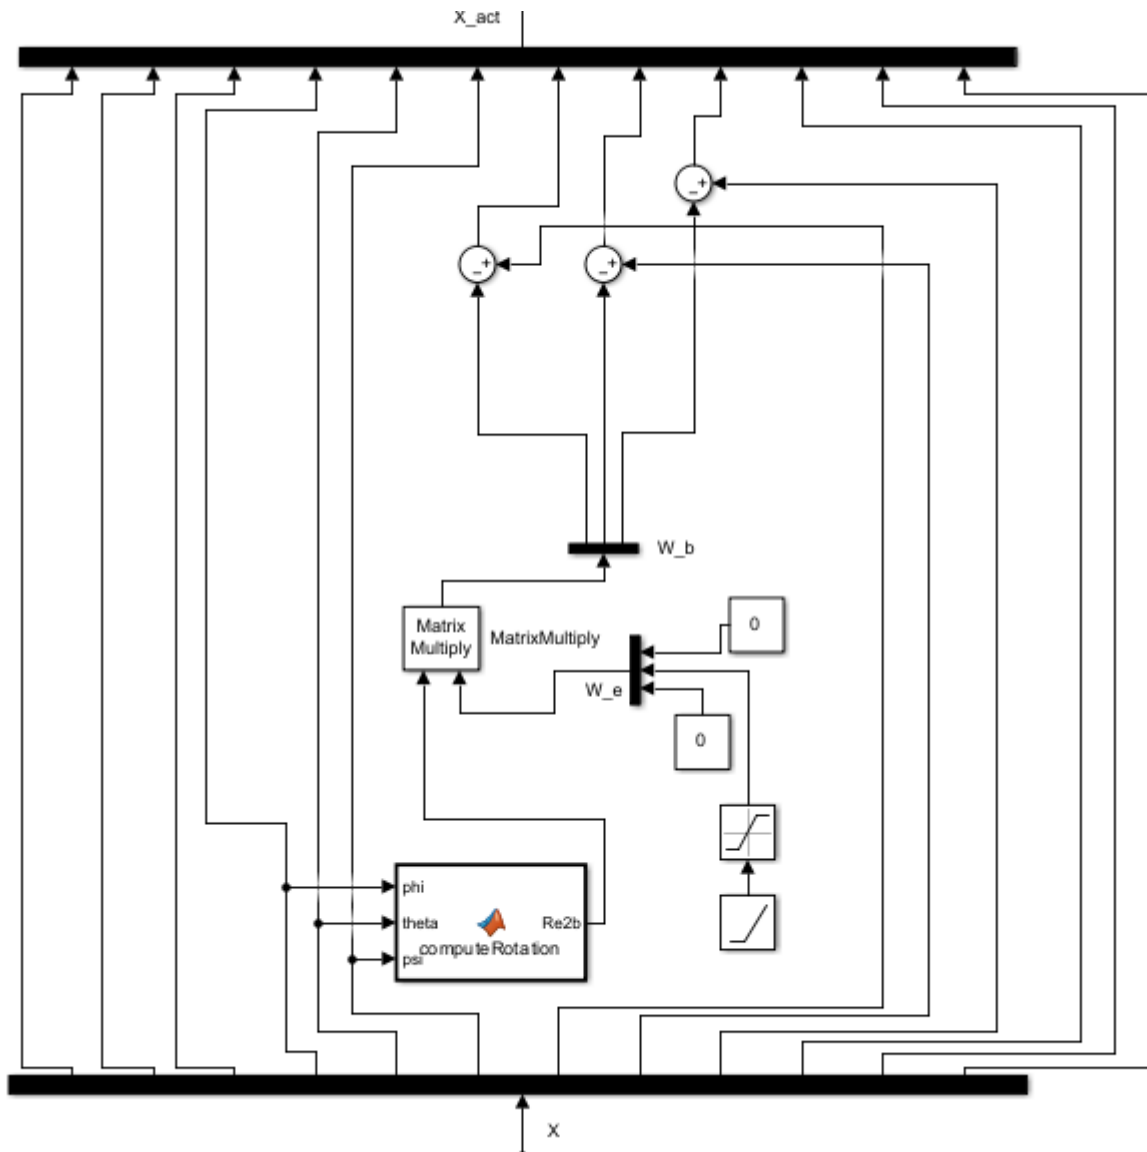 X_act
+
_
+
_
+
_
W_b
Matrix
Multiply
MatrixMultiply
0
W_e
0
phi
theta
Re2b
computeRotation
psi
X